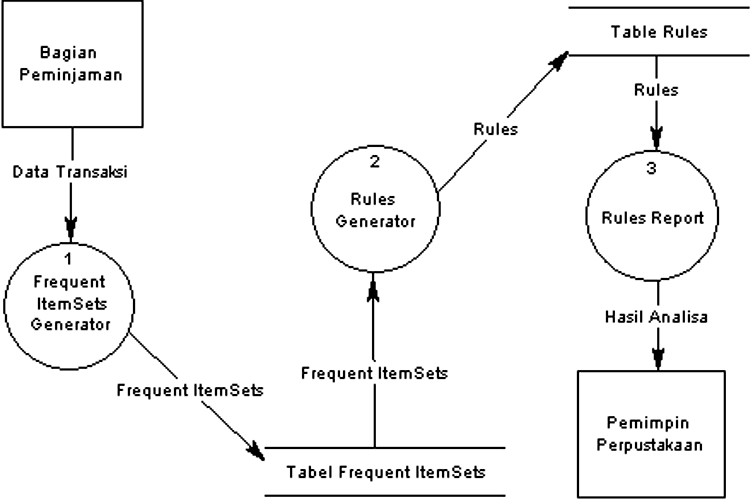 Bagian
Peminjaman
Data Transaksi
1
Frequent
ItemSets
Generator
Frequent ItemSets
Tabel Frequent ItemSets
Frequent ItemSets
2
Rules
Generator
Rules
Table Rules
Rules
3
Rules Report
Hasil Analisa
Pemimpin
Perpustakaan